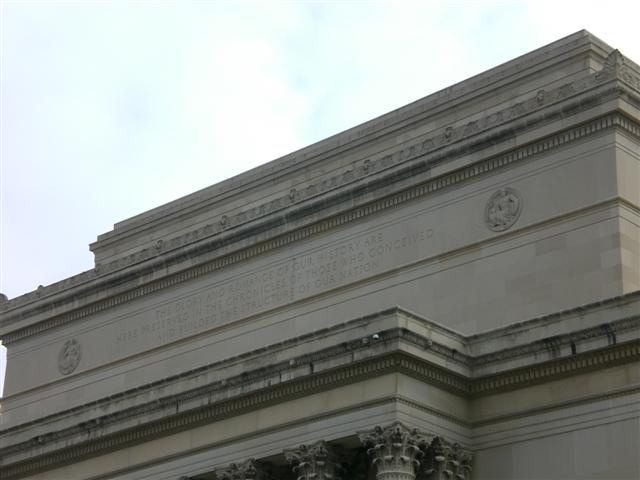 THE GLORY AND ROMANCE OF OUR HISTORY ARE
HERE PRESERVED IN THE CHRONICLES OF THOSE WHO CONCEIVED
AND BUILDED THE STRUCTURE OF OUR NATION